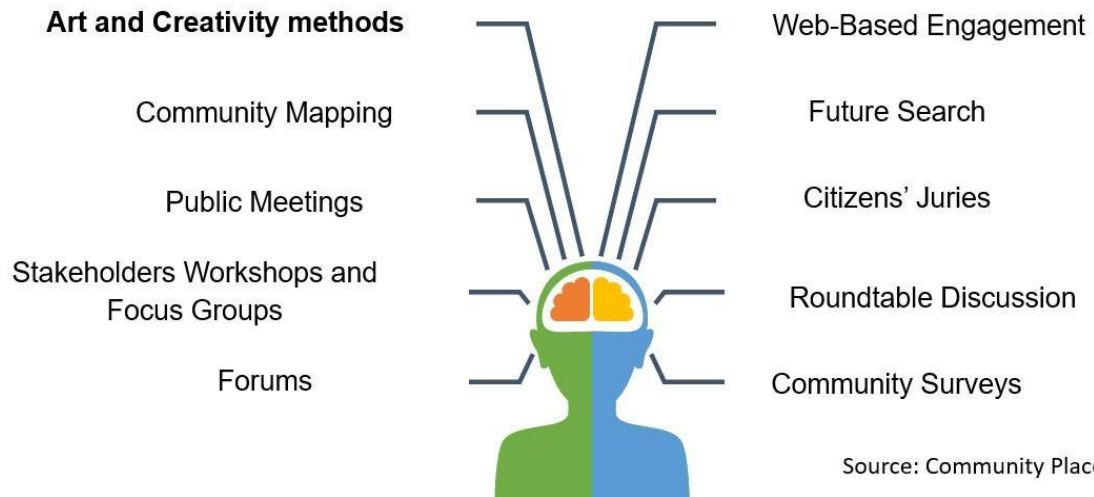 Art and Creativity methods
Community Mapping
Public Meetings
Stakeholders Workshops and
Focus Groups
Forums
Web-Based Engagement
Future Search
Citizens’ Juries
Roundtable Discussion
Community Surveys
Source: Community Place